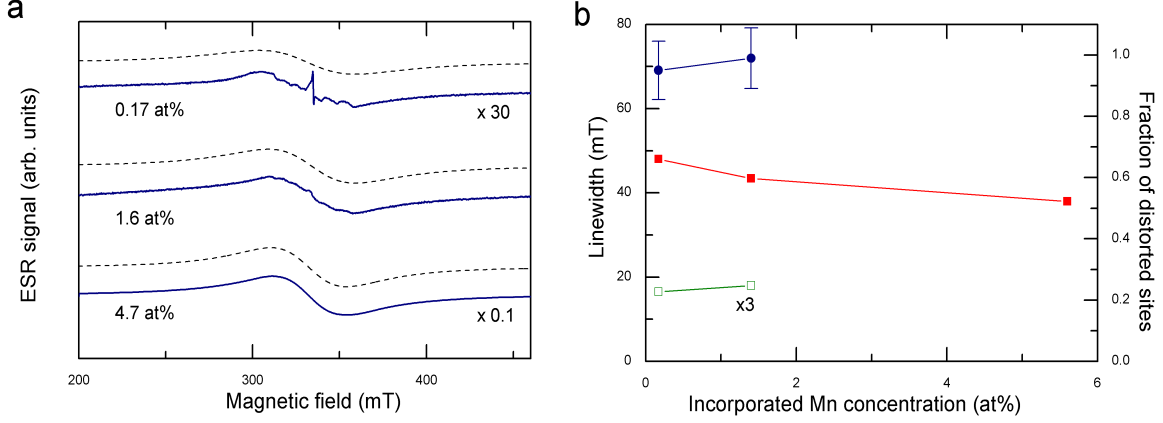 a
ESR signal (arb. units)
0.17 at%
x 30
1.6 at%
4.7 at%
x 0.1
200
300
400
Magnetic field (mT)
b
80
60
40
20
0
Linewidth (mT)
x3
1.0
0.8
0.6
0.4
0.2
0.0
Fraction of distorted sites
0
2
4
6
Incorporated Mn concentration (at%)